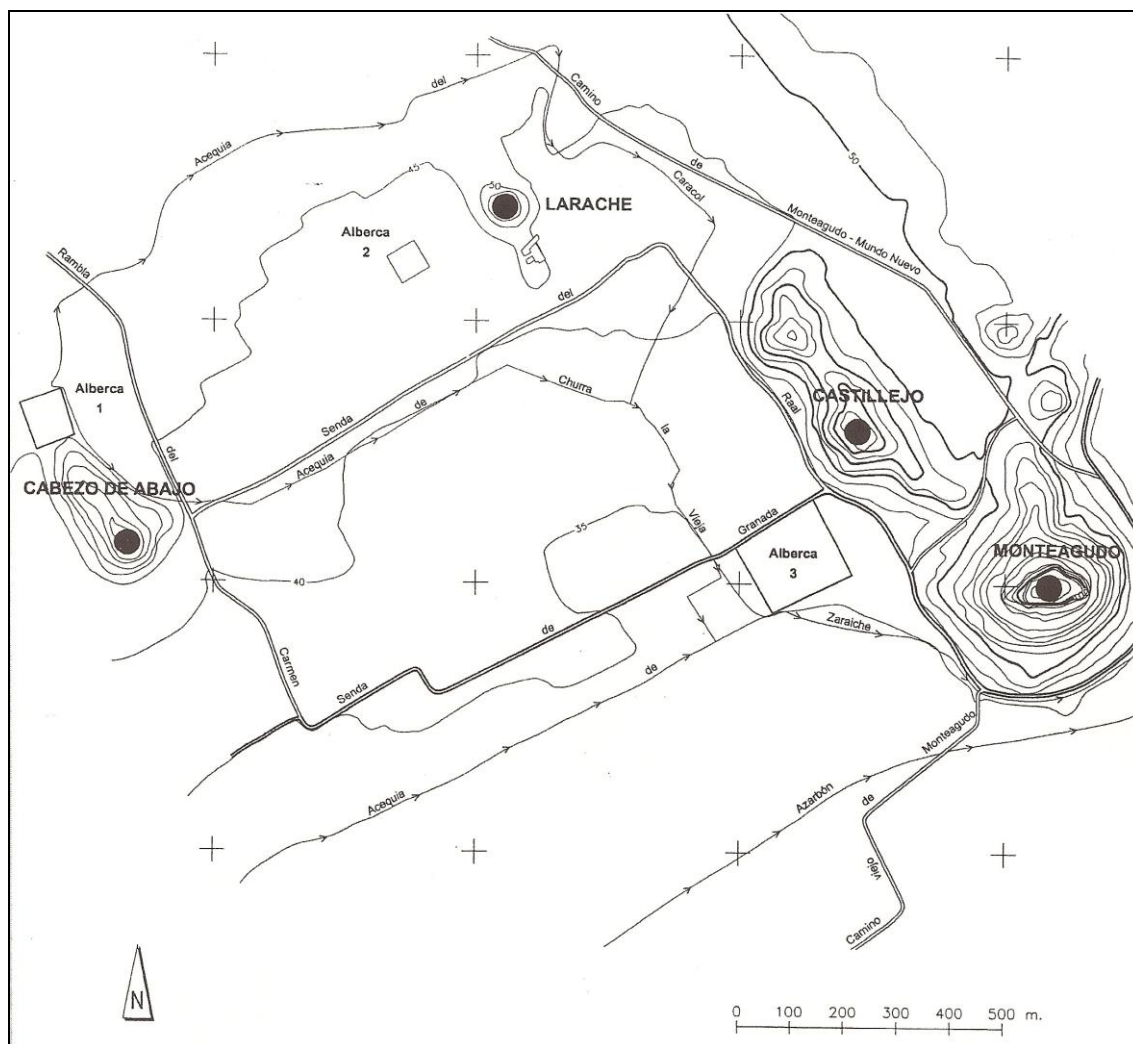 Acequia
del
Camino
de
Monteagudo - Mundo Nuevo
Caracol
50
45
50
LARACHE
Alberca
2
Rambla
del
Carmen
Alberca
1
CABEZO DE ABAJO
Senda
del
Raal
Acequia
de
Churra
la
Vieja
CASTILLEJO
MONTEAGUDO
40
35
Senda
de
Granada
Alberca
3
Acequia
de
Zaraiche
Azarbón
Camino
viejo
de
Monteagudo
N
0 100 200 300 400 500 m.